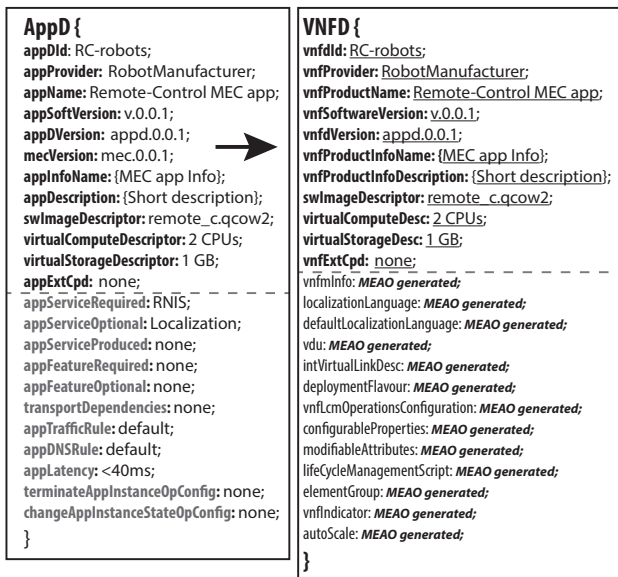 AppD {
appDId: RC-robots;
appProvider: RobotManufacturer;
appName: Remote-Control MEC app;
appSoftVersion: v.0.0.1;
appDVersion: appd.0.0.1;
mecVersion: mec.0.0.1;
appInfoName: {MEC app Info};
appDescription: {Short description};
swImageDescriptor: remote_c.qcow2;
virtualComputeDescriptor: 2 CPUs;
virtualStorageDescriptor: 1 GB;
appExtCpd: none;
appServiceRequired: RNIS;
appServiceOptional: Localization;
appServiceProduced: none;
appFeatureRequired: none;
appFeatureOptional: none;
transportDependencies: none;
appTrafficRule: default;
appDNSRule: default;
appLatency: <40ms;
terminateAppInstanceOpConfig: none;
changeAppInstanceStateOpConfig: none;
}
VNFD {
vnfdId: RC-robots;
vnfProvider: RobotManufacturer;
vnfProductName: Remote-Control MEC app;
vnfSoftwareVersion: v.0.0.1;
vnfdVersion: appd.0.0.1;
vnfProductInfoName: {MEC app Info};
vnfProductInfoDescription: {Short description};
swImageDescriptor: remote_c.qcow2;
virtualComputeDesc: 2 CPUs;
virtualStorageDesc: 1 GB;
vnfExtCpd: none;
vnfmInfo: MEAO generated;
localizationLanguage: MEAO generated;
defaultLocalizationLanguage: MEAO generated;
vdu: MEAO generated;
intVirtualLinkDesc: MEAO generated;
deploymentFlavour: MEAO generated;
vnfLcmOperationsConfiguration: MEAO generated;
configurableProperties: MEAO generated;
modifiableAttributes: MEAO generated;
lifeCycleManagementScript: MEAO generated;
elementGroup: MEAO generated;
vnfIndicator: MEAO generated;
autoScale: MEAO generated;
}